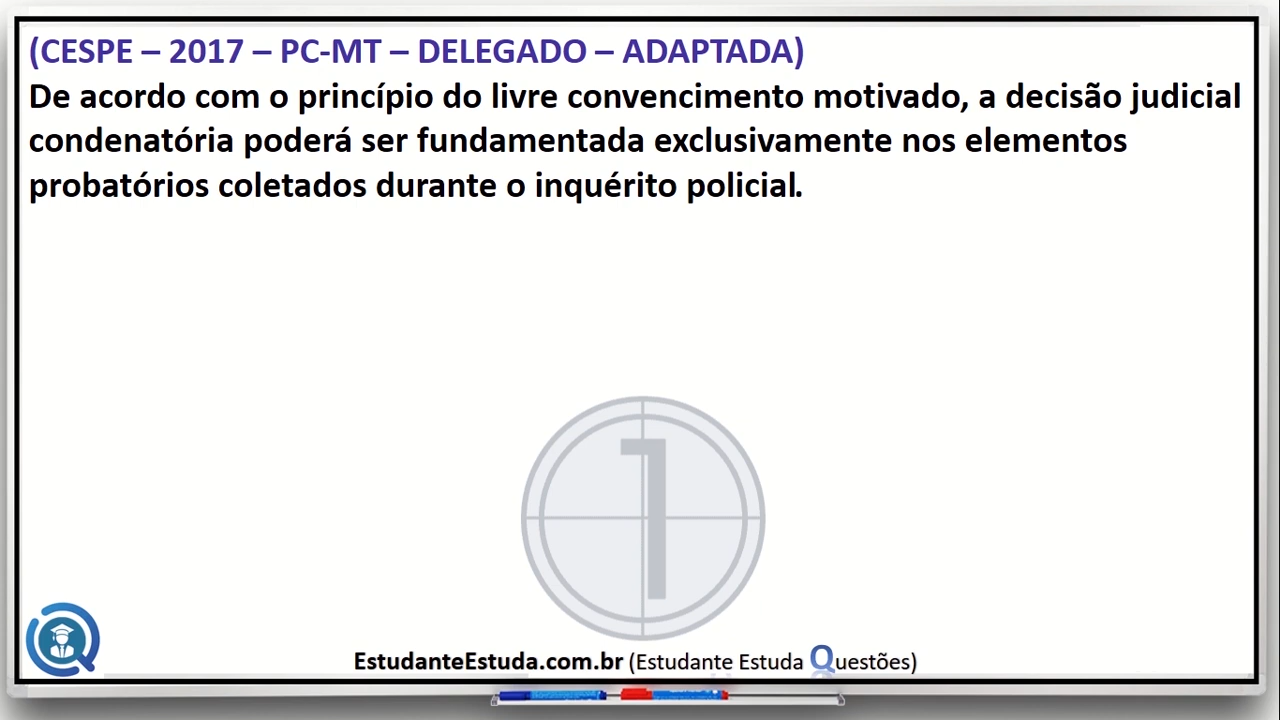 (CESPE – 2017 – PC-MT – DELEGADO – ADAPTADA)
De acordo com o princípio do livre convencimento motivado, a decisão judicial
condenatória poderá ser fundamentada exclusivamente nos elementos
probatórios coletados durante o inquérito policial.
1
EstudanteEstuda.com.br (Estudante Estuda Questões)